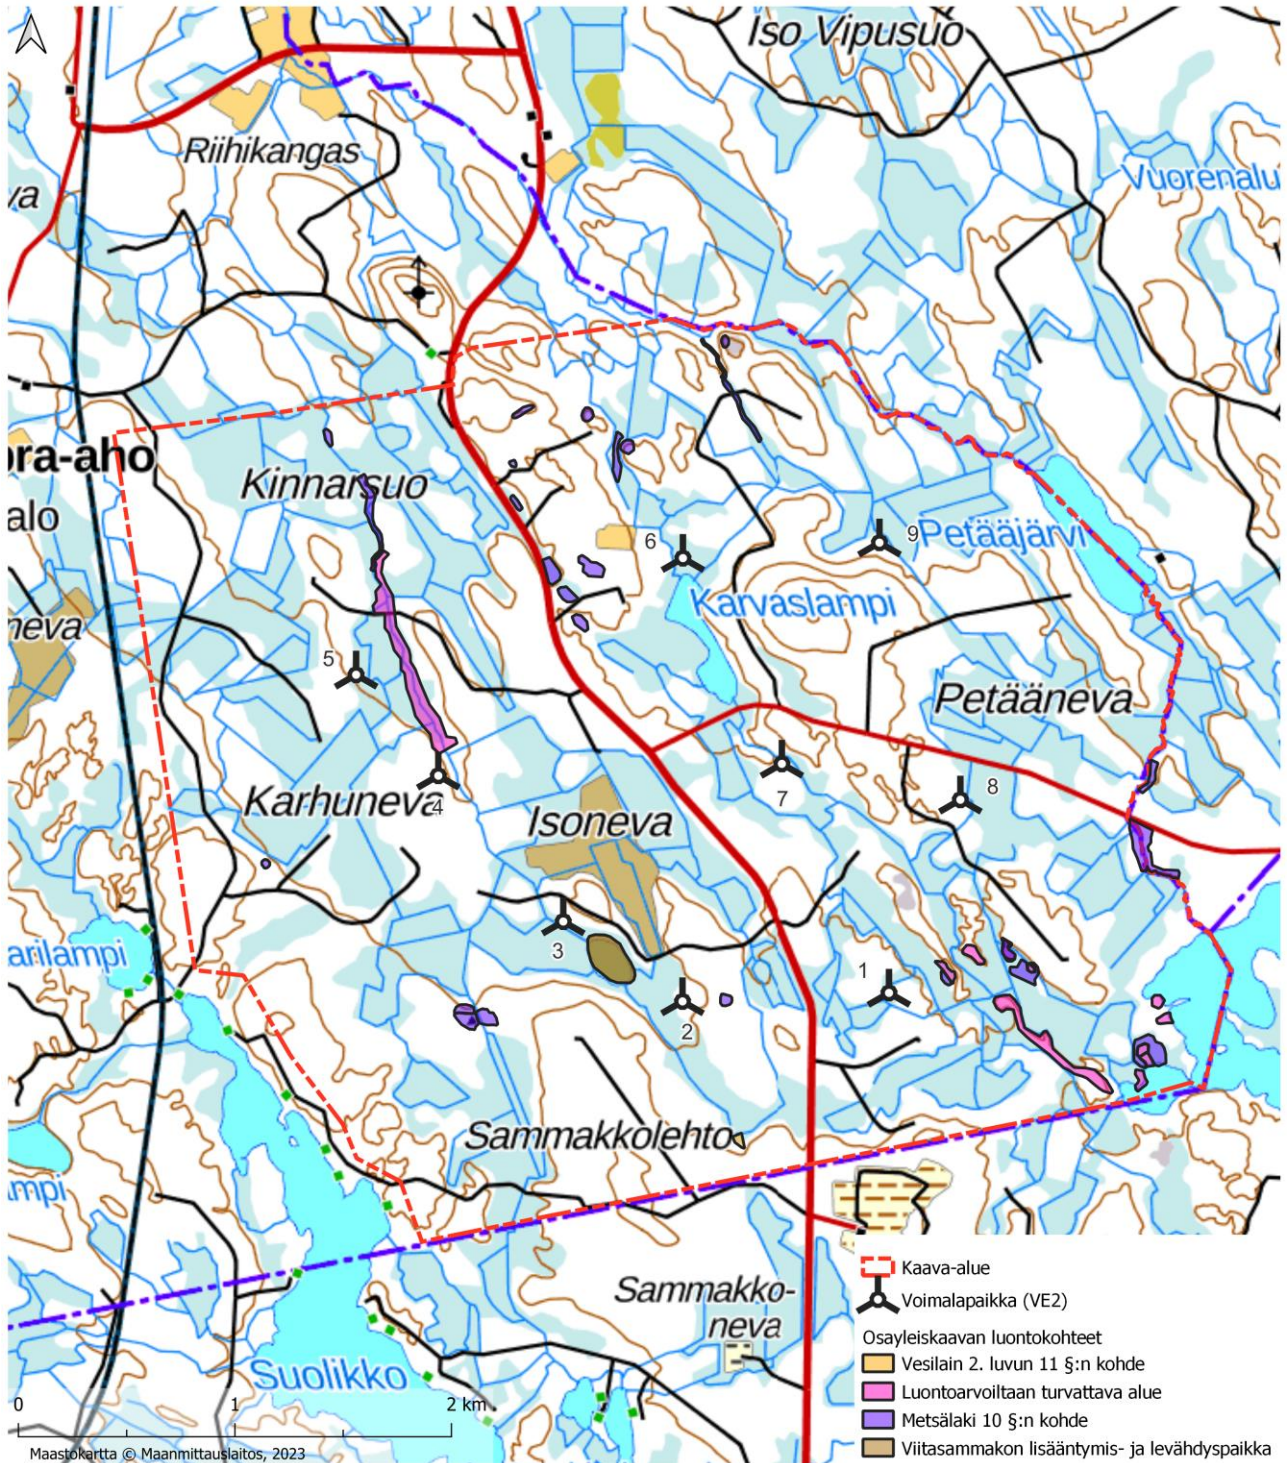 Iso Vipusuo
Riihikangas
Vuorenalu
va
ora-aho
Kinnarsuo
alo
6
9
Petääjärvi
Karvaslampi
neva
5
Petääneva
4
7
8
Karhuneva
Isoneva
arilampi
3
1
2
Sammakkolehto
mpi
Sammakko-
neva
Suolikko
0 1 2 km
Maastokartta © Maanmittauslaitos, 2023
Kaava-alue
Voimalapaikka (VE2)
Osayleiskaavan luontokohteet
Vesilain 2. luvun 11 §:n kohde
Luontoarvoiltaan turvattava alue
Metsälaki 10 §:n kohde
Viitasammakon lisääntymis- ja levähdyspaikka